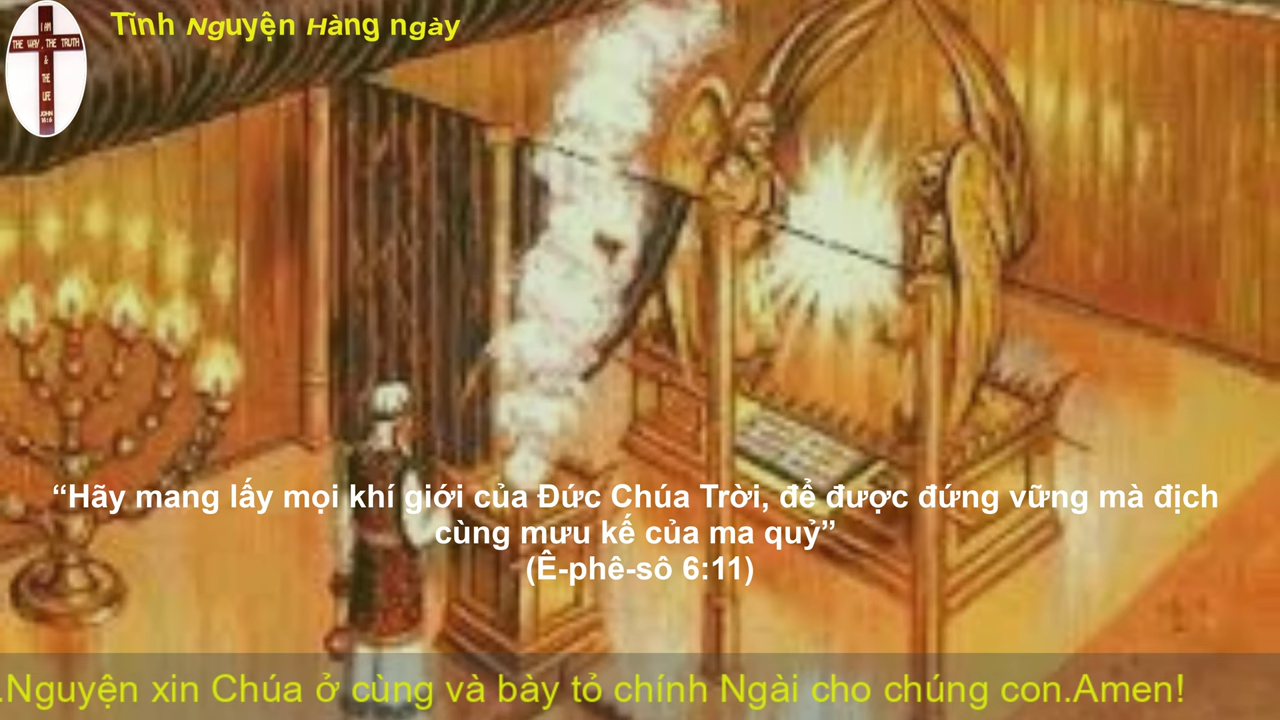 I AM
THE WAY, THE TRUTH
&
THE
LIFE
JOHN
Tĩnh Nguyện Hàng ngày
“Hãy mang lấy mọi khí giới của Đức Chúa Trời, để được đứng vững mà địch
cùng mưu kế của ma quỷ”
(Ê-phê-sô 6:11)
.Nguyện xin Chúa ở cùng và bày tỏ chính Ngài cho chúng con.Amen!